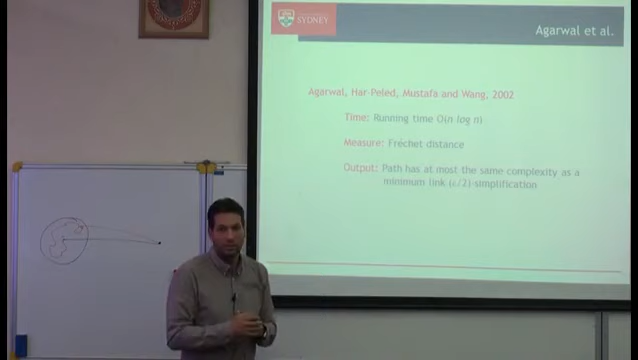 SYDNEY
Agarwal et al.
Agarwal, Har-Peled, Mustafa and Wang, 2002
Time: Running time O(n log n)
Measure: Fréchet distance
Output: Path has at most the same complexity as a
minimum link (ε/2)-simplification